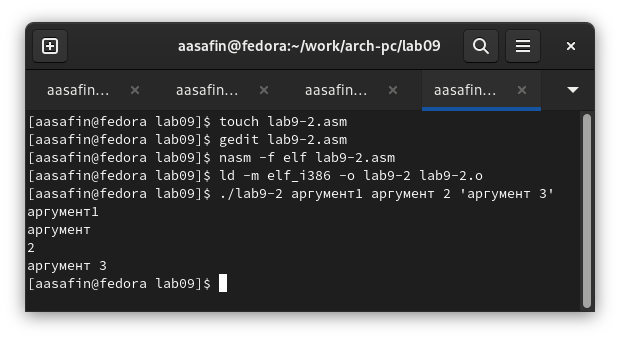 aasafin@fedora:~/work/arch-pc/lab09
aasafin... aasafin... aasafin... aasafin...
[aasafin@fedora lab09]$ touch lab9-2.asm
[aasafin@fedora lab09]$ gedit lab9-2.asm
[aasafin@fedora lab09]$ nasm -f elf lab9-2.asm
[aasafin@fedora lab09]$ ld -m elf_i386 -o lab9-2 lab9-2.o
[aasafin@fedora lab09]$ ./lab9-2 аргумент1 аргумент 2 'аргумент 3'
аргумент1
аргумент
2
аргумент 3
[aasafin@fedora lab09]$